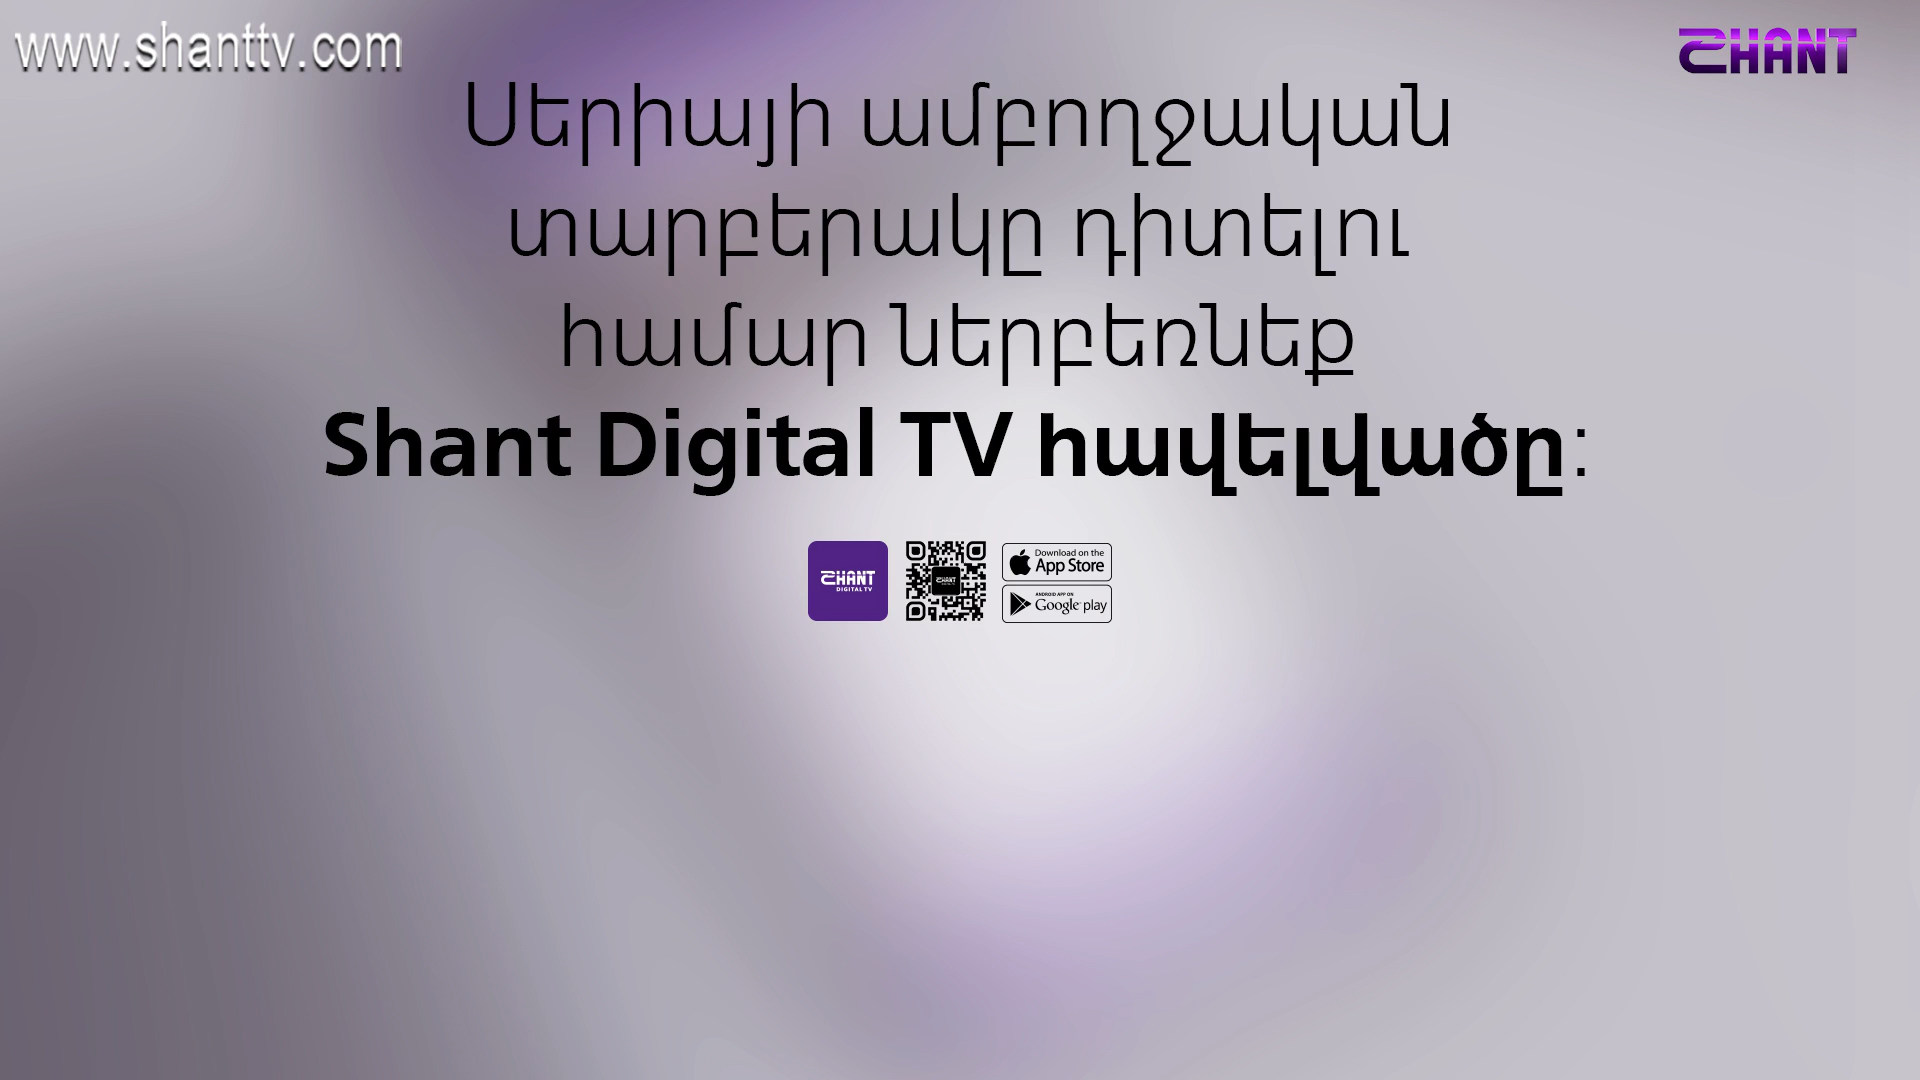 www.shanttv.com
SHANT
Սերիայի ամբողջական
տարբերակը դիտելու
համար ներբեռնեք
Shant Digital TV հավելվածը:
SHANT
DIGITAL TV
SHANT
Download on the
App Store
ANDROID APP ON
Google play